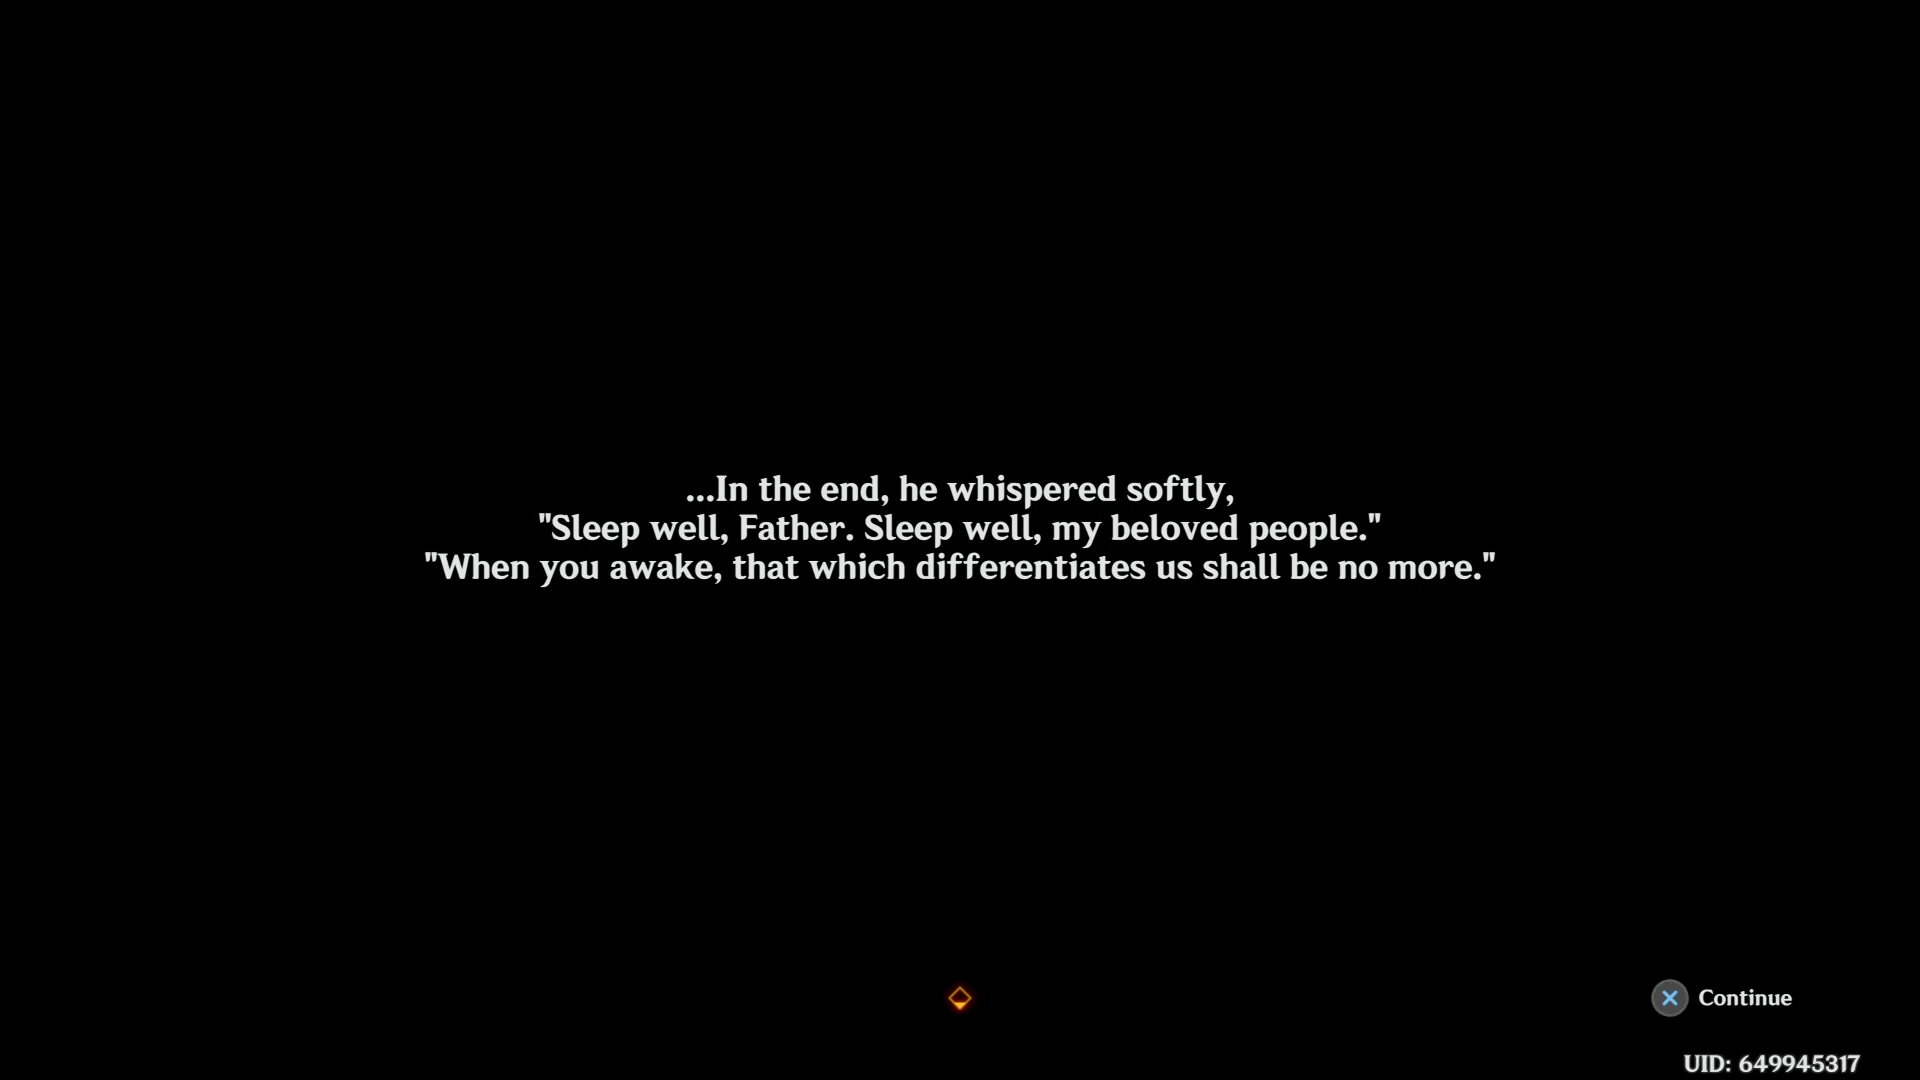 ...In the end, he whispered softly,
"Sleep well, Father. Sleep well, my beloved people."
"When you awake, that which differentiates us shall be no more."
Continue
UID: 649945317